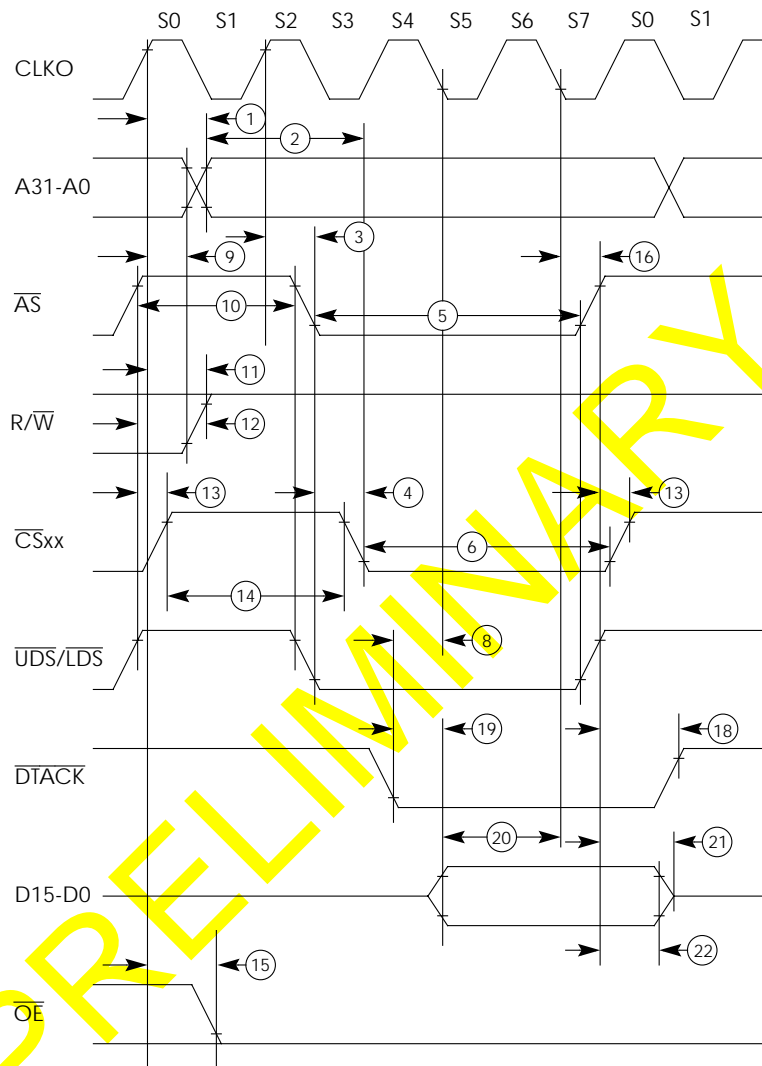 S0 S1 S2 S3 S4 S5 S6 S7 S0 S1
CLKO
1
2
A31-A0
3
9
16
AS
10
5
11
R/W
12
13
4
13
CSxx
6
14
8
UDS/LDS
19
18
DTACK
20
21
D15-D0
22
15
OE
PRELIMINARY